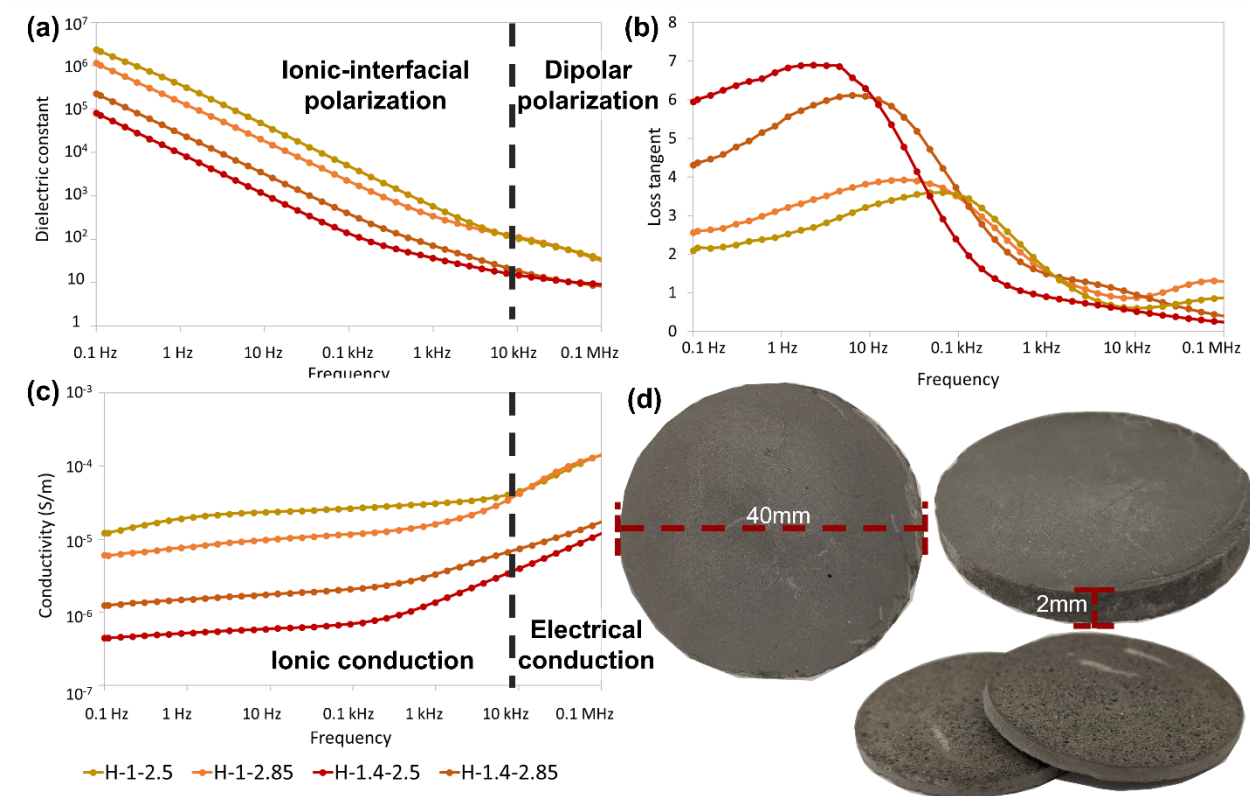 (a)
10⁷
10⁶
10⁵
10⁴
10³
10²
10
1
Dielectric constant
Ionic-interfacial
polarization
Dipolar
polarization
0.1 Hz 1 Hz 10 Hz 0.1 kHz 1 kHz 10 kHz 0.1 MHz
Frequency
(b)
8
7
6
5
4
3
2
1
0
Loss tangent
0.1 Hz 1 Hz 10 Hz 0.1 kHz 1 kHz 10 kHz 0.1 MHz
Frequency
(c)
10⁻³
10⁻⁴
10⁻⁵
10⁻⁶
10⁻⁷
Conductivity (S/m)
Ionic conduction
Electrical
conduction
0.1 Hz 1 Hz 10 Hz 0.1 kHz 1 kHz 10 kHz 0.1 MHz
Frequency
H-1-2.5 H-1-2.85 H-1.4-2.5 H-1.4-2.85
(d)
40mm
2mm